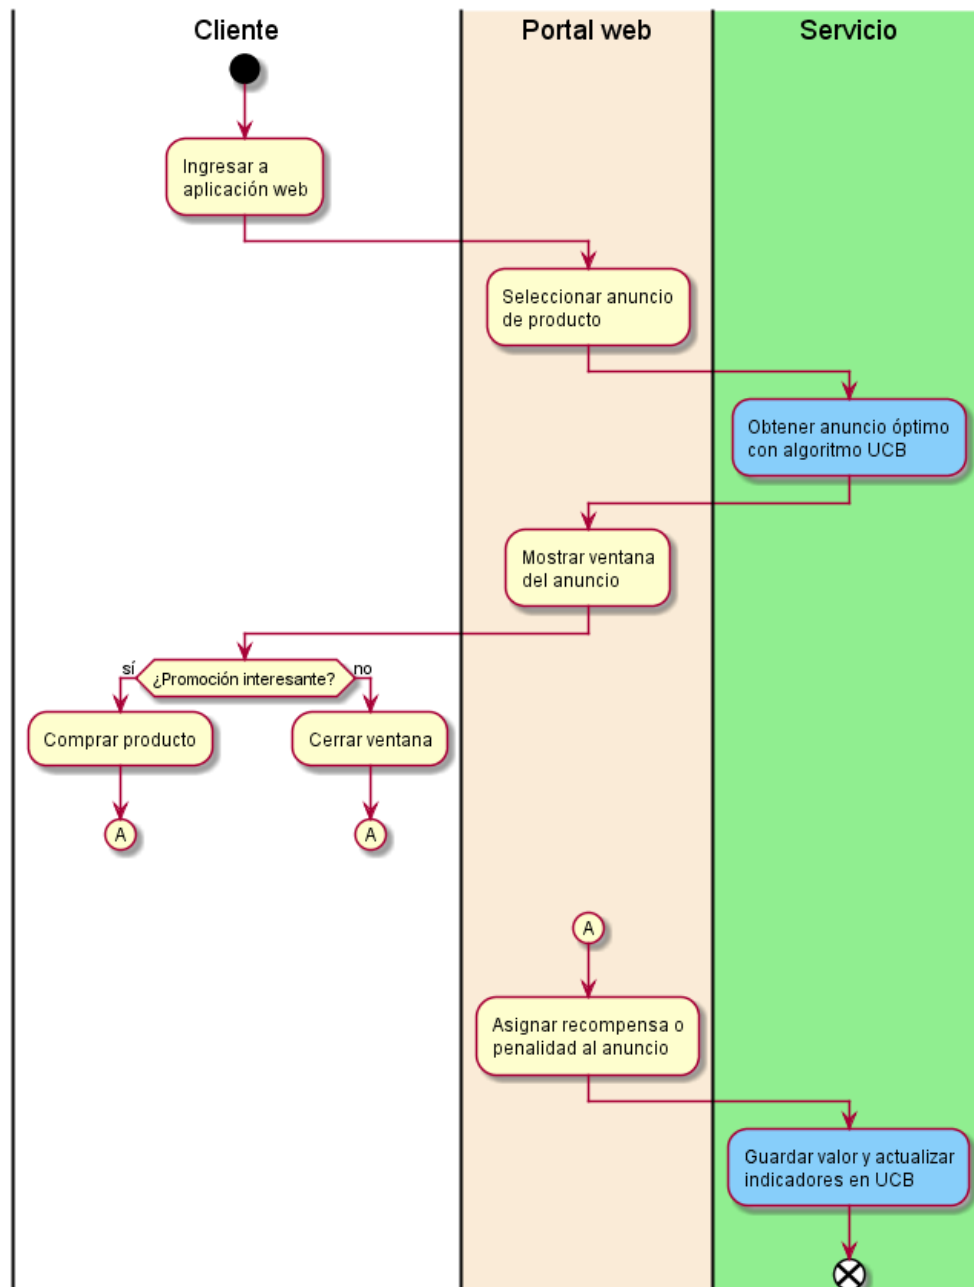 Cliente
Portal web
Servicio
Ingresar a
aplicación web
Seleccionar anuncio
de producto
Obtener anuncio óptimo
con algoritmo UCB
Mostrar ventana
del anuncio
sí
¿Promoción interesante?
no
Comprar producto
Cerrar ventana
A
A
A
Asignar recompensa o
penalidad al anuncio
Guardar valor y actualizar
indicadores en UCB